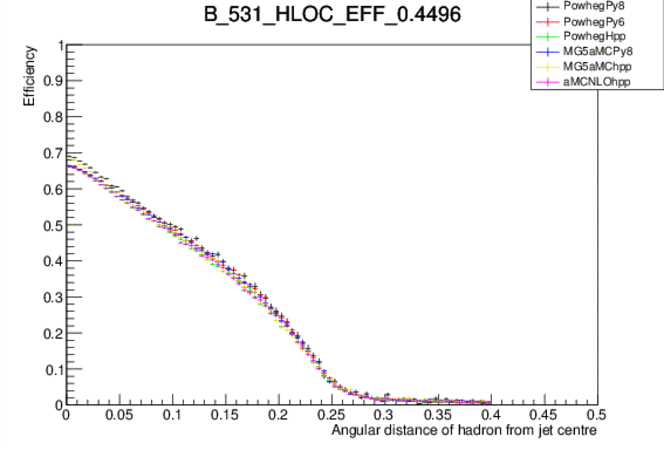 B_531_HLOC_EFF_0.4496
PowhegPy8
PowhegPy6
PowhegHpp
MG5aMCPy8
MG5aMChpp
aMCNLOhpp
Efficiency
1
0.9
0.8
0.7
0.6
0.5
0.4
0.3
0.2
0.1
0
0 0.05 0.1 0.15 0.2 0.25 0.3 0.35 0.4 0.45 0.5
Angular distance of hadron from jet centre